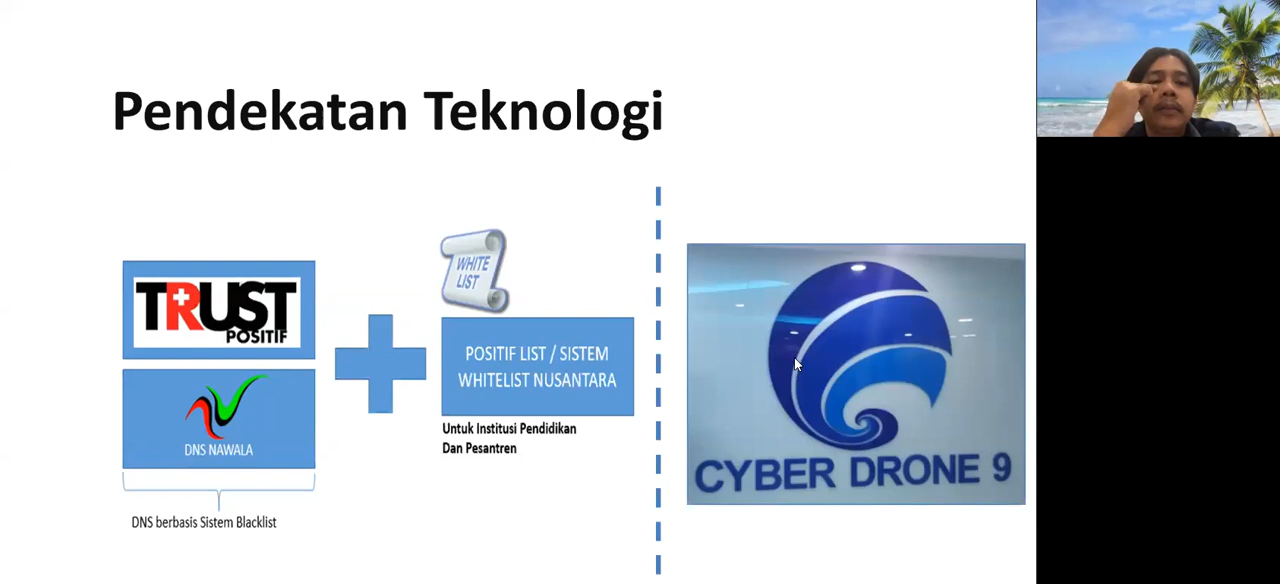 Pendekatan Teknologi
TRUST
POSITIF
DNS NAWALA
DNS berbasis Sistem Blacklist
WHITE
LIST
POSITIF LIST / SISTEM
WHITELIST NUSANTARA
Untuk Institusi Pendidikan
Dan Pesantren
CYBER DRONE 9